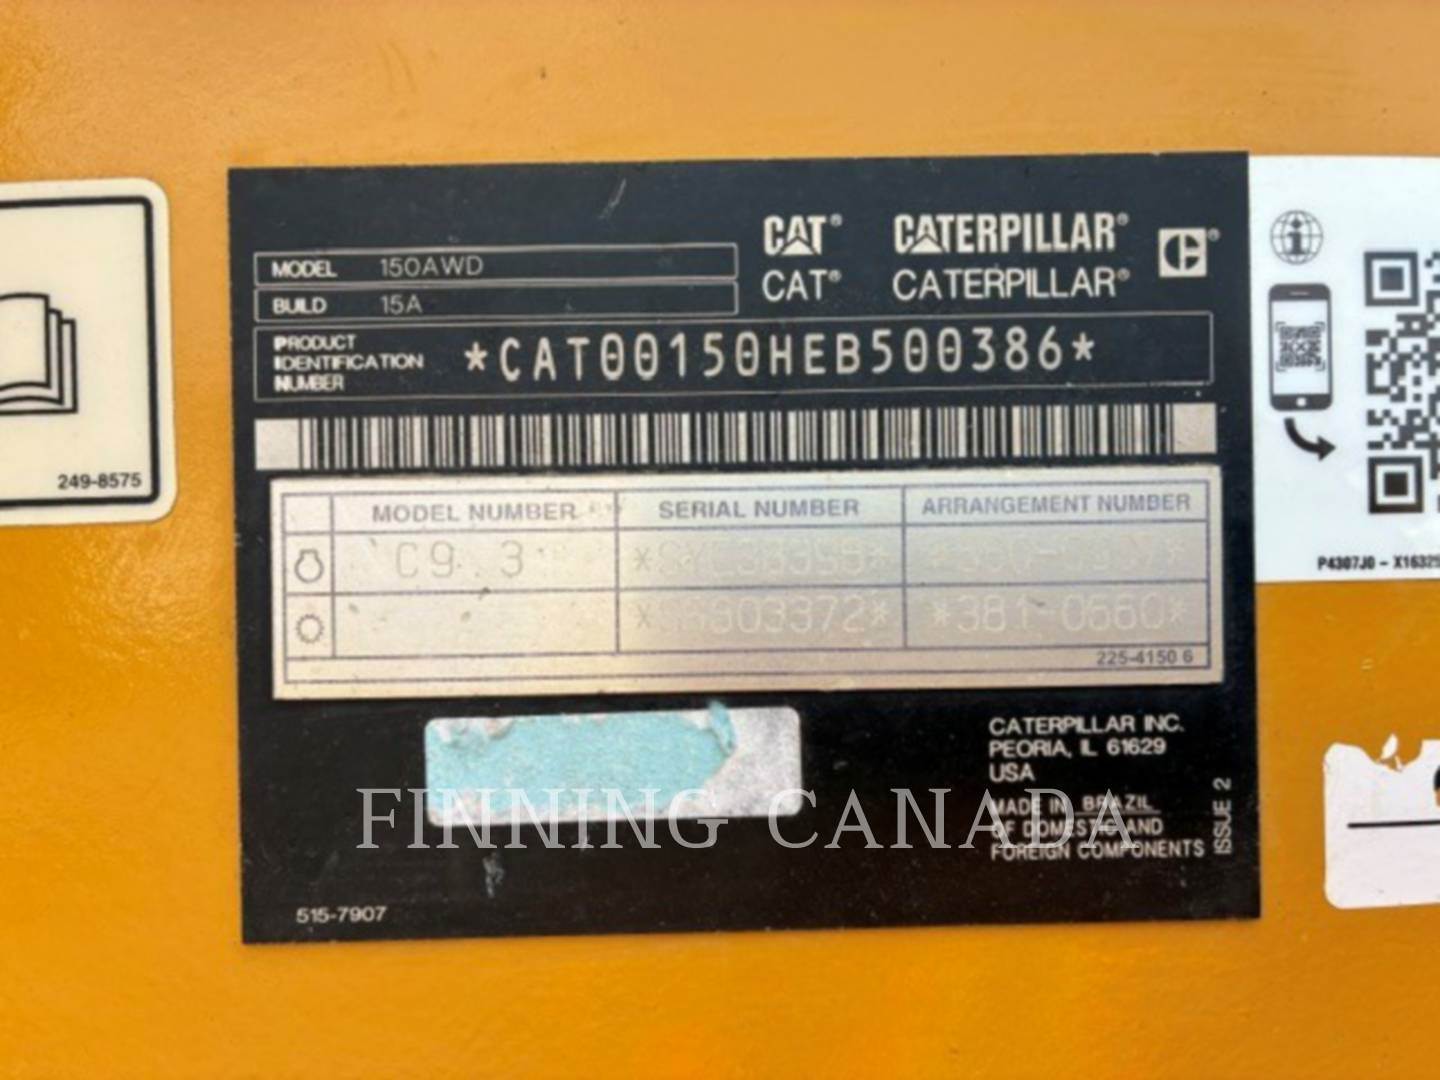 CAT® CATERPILLAR®
CAT® CATERPILLAR®
MODEL 150AWD
BUILD 15A
PRODUCT IDENTIFICATION NUMBER *CAT00150HEB500386*
MODEL NUMBER SERIAL NUMBER ARRANGEMENT NUMBER
C9.3
*381-0660*
225-4150 6
CATERPILLAR INC.
PEORIA, IL 61629
USA
MADE IN BRAZIL
OF DOMESTIC AND
FOREIGN COMPONENTS
ISSUE 2
515-7907
249-8575
P4307J0 - X1632
FINNING CANADA